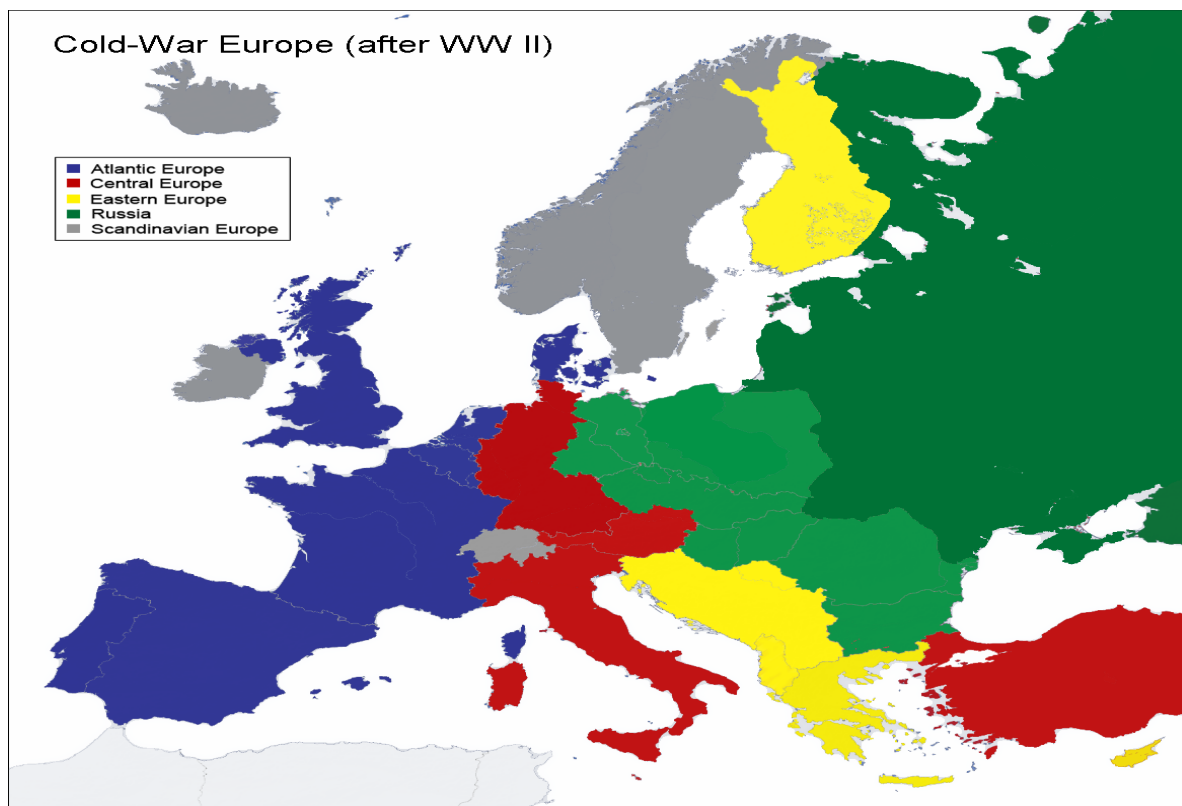 Cold-War Europe (after WW II)
Atlantic Europe
Central Europe
Eastern Europe
Russia
Scandinavian Europe